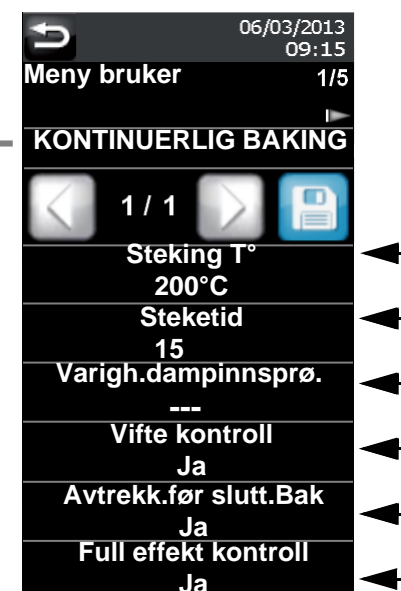 06/03/2013
09:15
Meny bruker 1/5
KONTINUERLIG BAKING
1 / 1
Steking T°
200°C
Steketid
15
Varigh.dampinnsprø.
---
Vifte kontroll
Ja
Avtrekk.før slutt.Bak
Ja
Full effekt kontroll
Ja